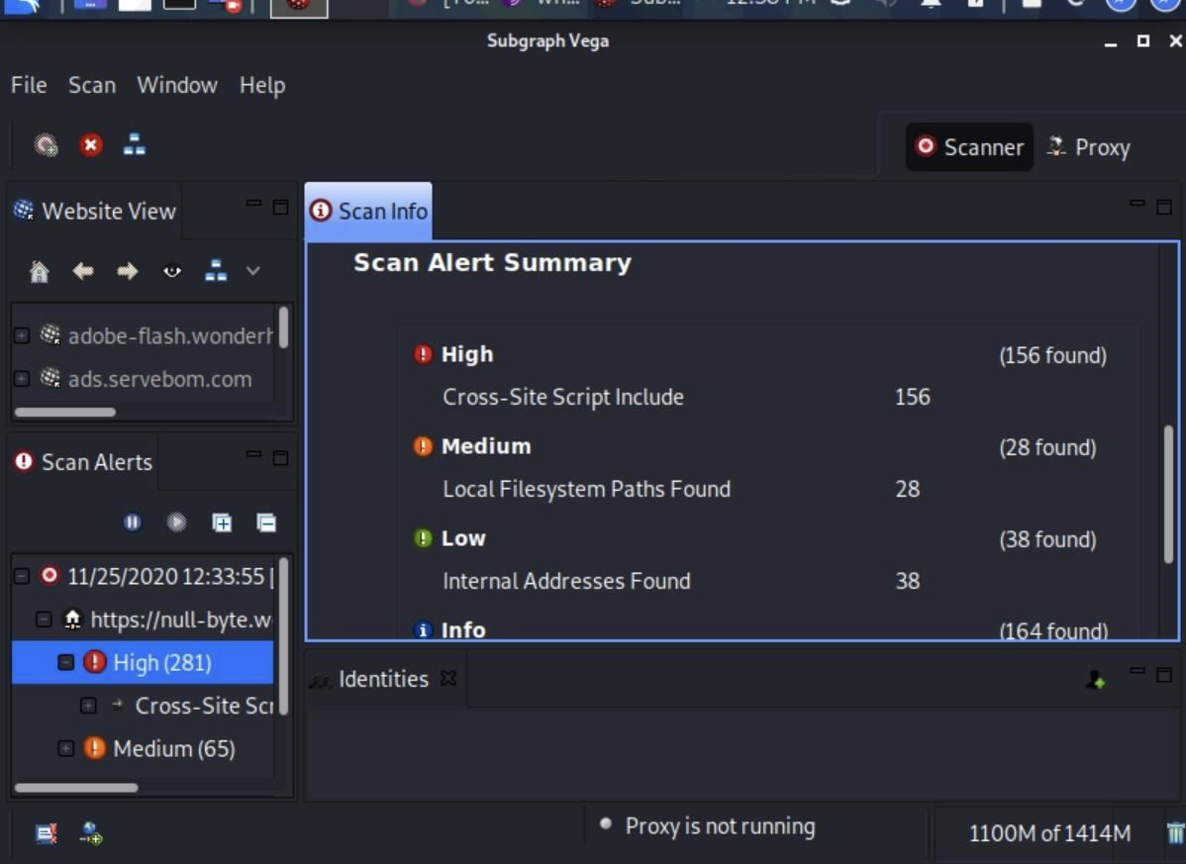 Subgraph Vega
File Scan Window Help
Scanner Proxy
Website View
adobe-flash.wonderh
ads.servebom.com
Scan Alerts
11/25/2020 12:33:55 [
https://null-byte.w
High (281)
Cross-Site Scr
Medium (65)
Scan Info
Scan Alert Summary
High (156 found)
Cross-Site Script Include 156
Medium (28 found)
Local Filesystem Paths Found 28
Low (38 found)
Internal Addresses Found 38
Info (164 found)
Identities
Proxy is not running
1100M of 1414M